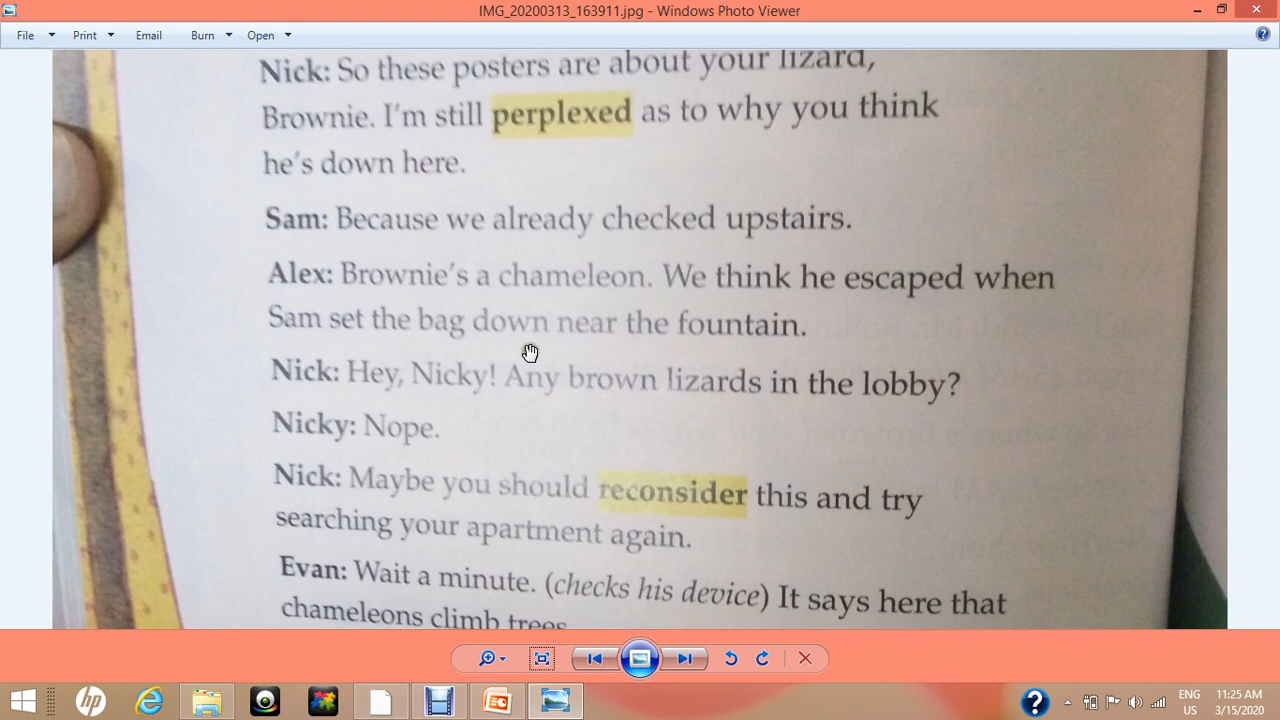 IMG_20200313_163911.jpg - Windows Photo Viewer
File Print Email Burn Open
Nick: So these posters are about your lizard,
Brownie. I'm still perplexed as to why you think
he's down here.
Sam: Because we already checked upstairs.
Alex: Brownie's a chameleon. We think he escaped when
Sam set the bag down near the fountain.
Nick: Hey, Nicky! Any brown lizards in the lobby?
Nicky: Nope.
Nick: Maybe you should reconsider this and try
searching your apartment again.
Evan: Wait a minute. (checks his device) It says here that
chameleons climb trees
hp
ENG
US
11:25 AM
3/15/2020